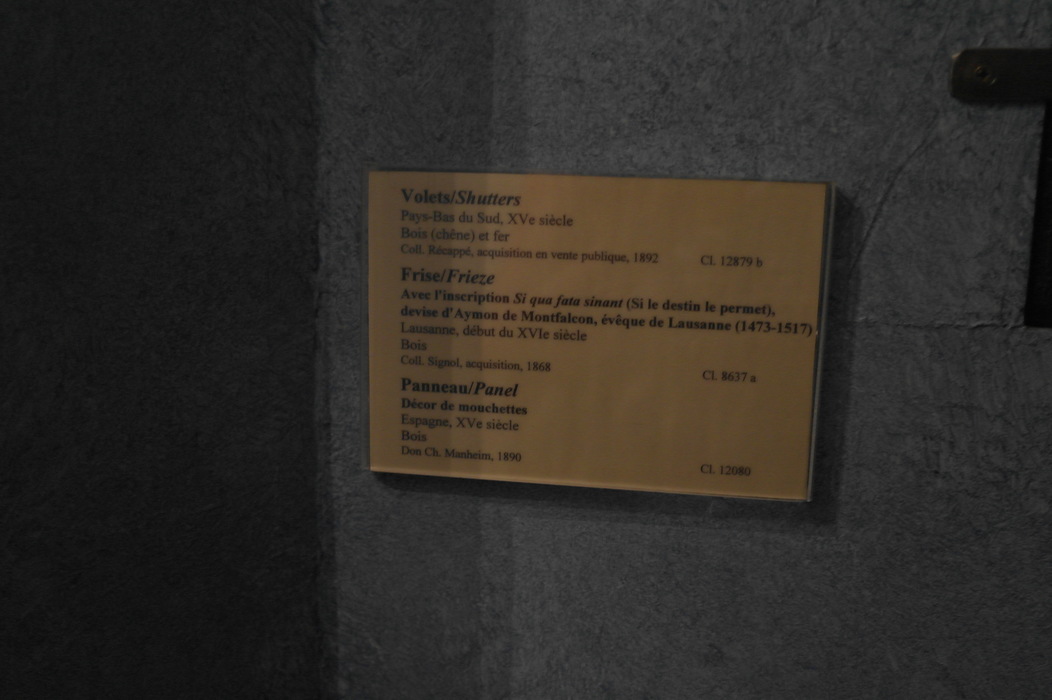 Volets/Shutters
Pays-Bas du Sud, XVe siècle
Bois (chêne) et fer
Coll. Récappé, acquisition en vente publique, 1892 Cl. 12879 b
Frise/Frieze
Avec l'inscription Si qua fata sinant (Si le destin le permet),
devise d'Aymon de Montfalcon, évêque de Lausanne (1473-1517)
Lausanne, début du XVIe siècle
Bois
Coll. Signol, acquisition, 1868 Cl. 8637 a
Panneau/Panel
Décor de mouchettes
Espagne, XVe siècle
Bois
Don Ch. Manheim, 1890 Cl. 12080